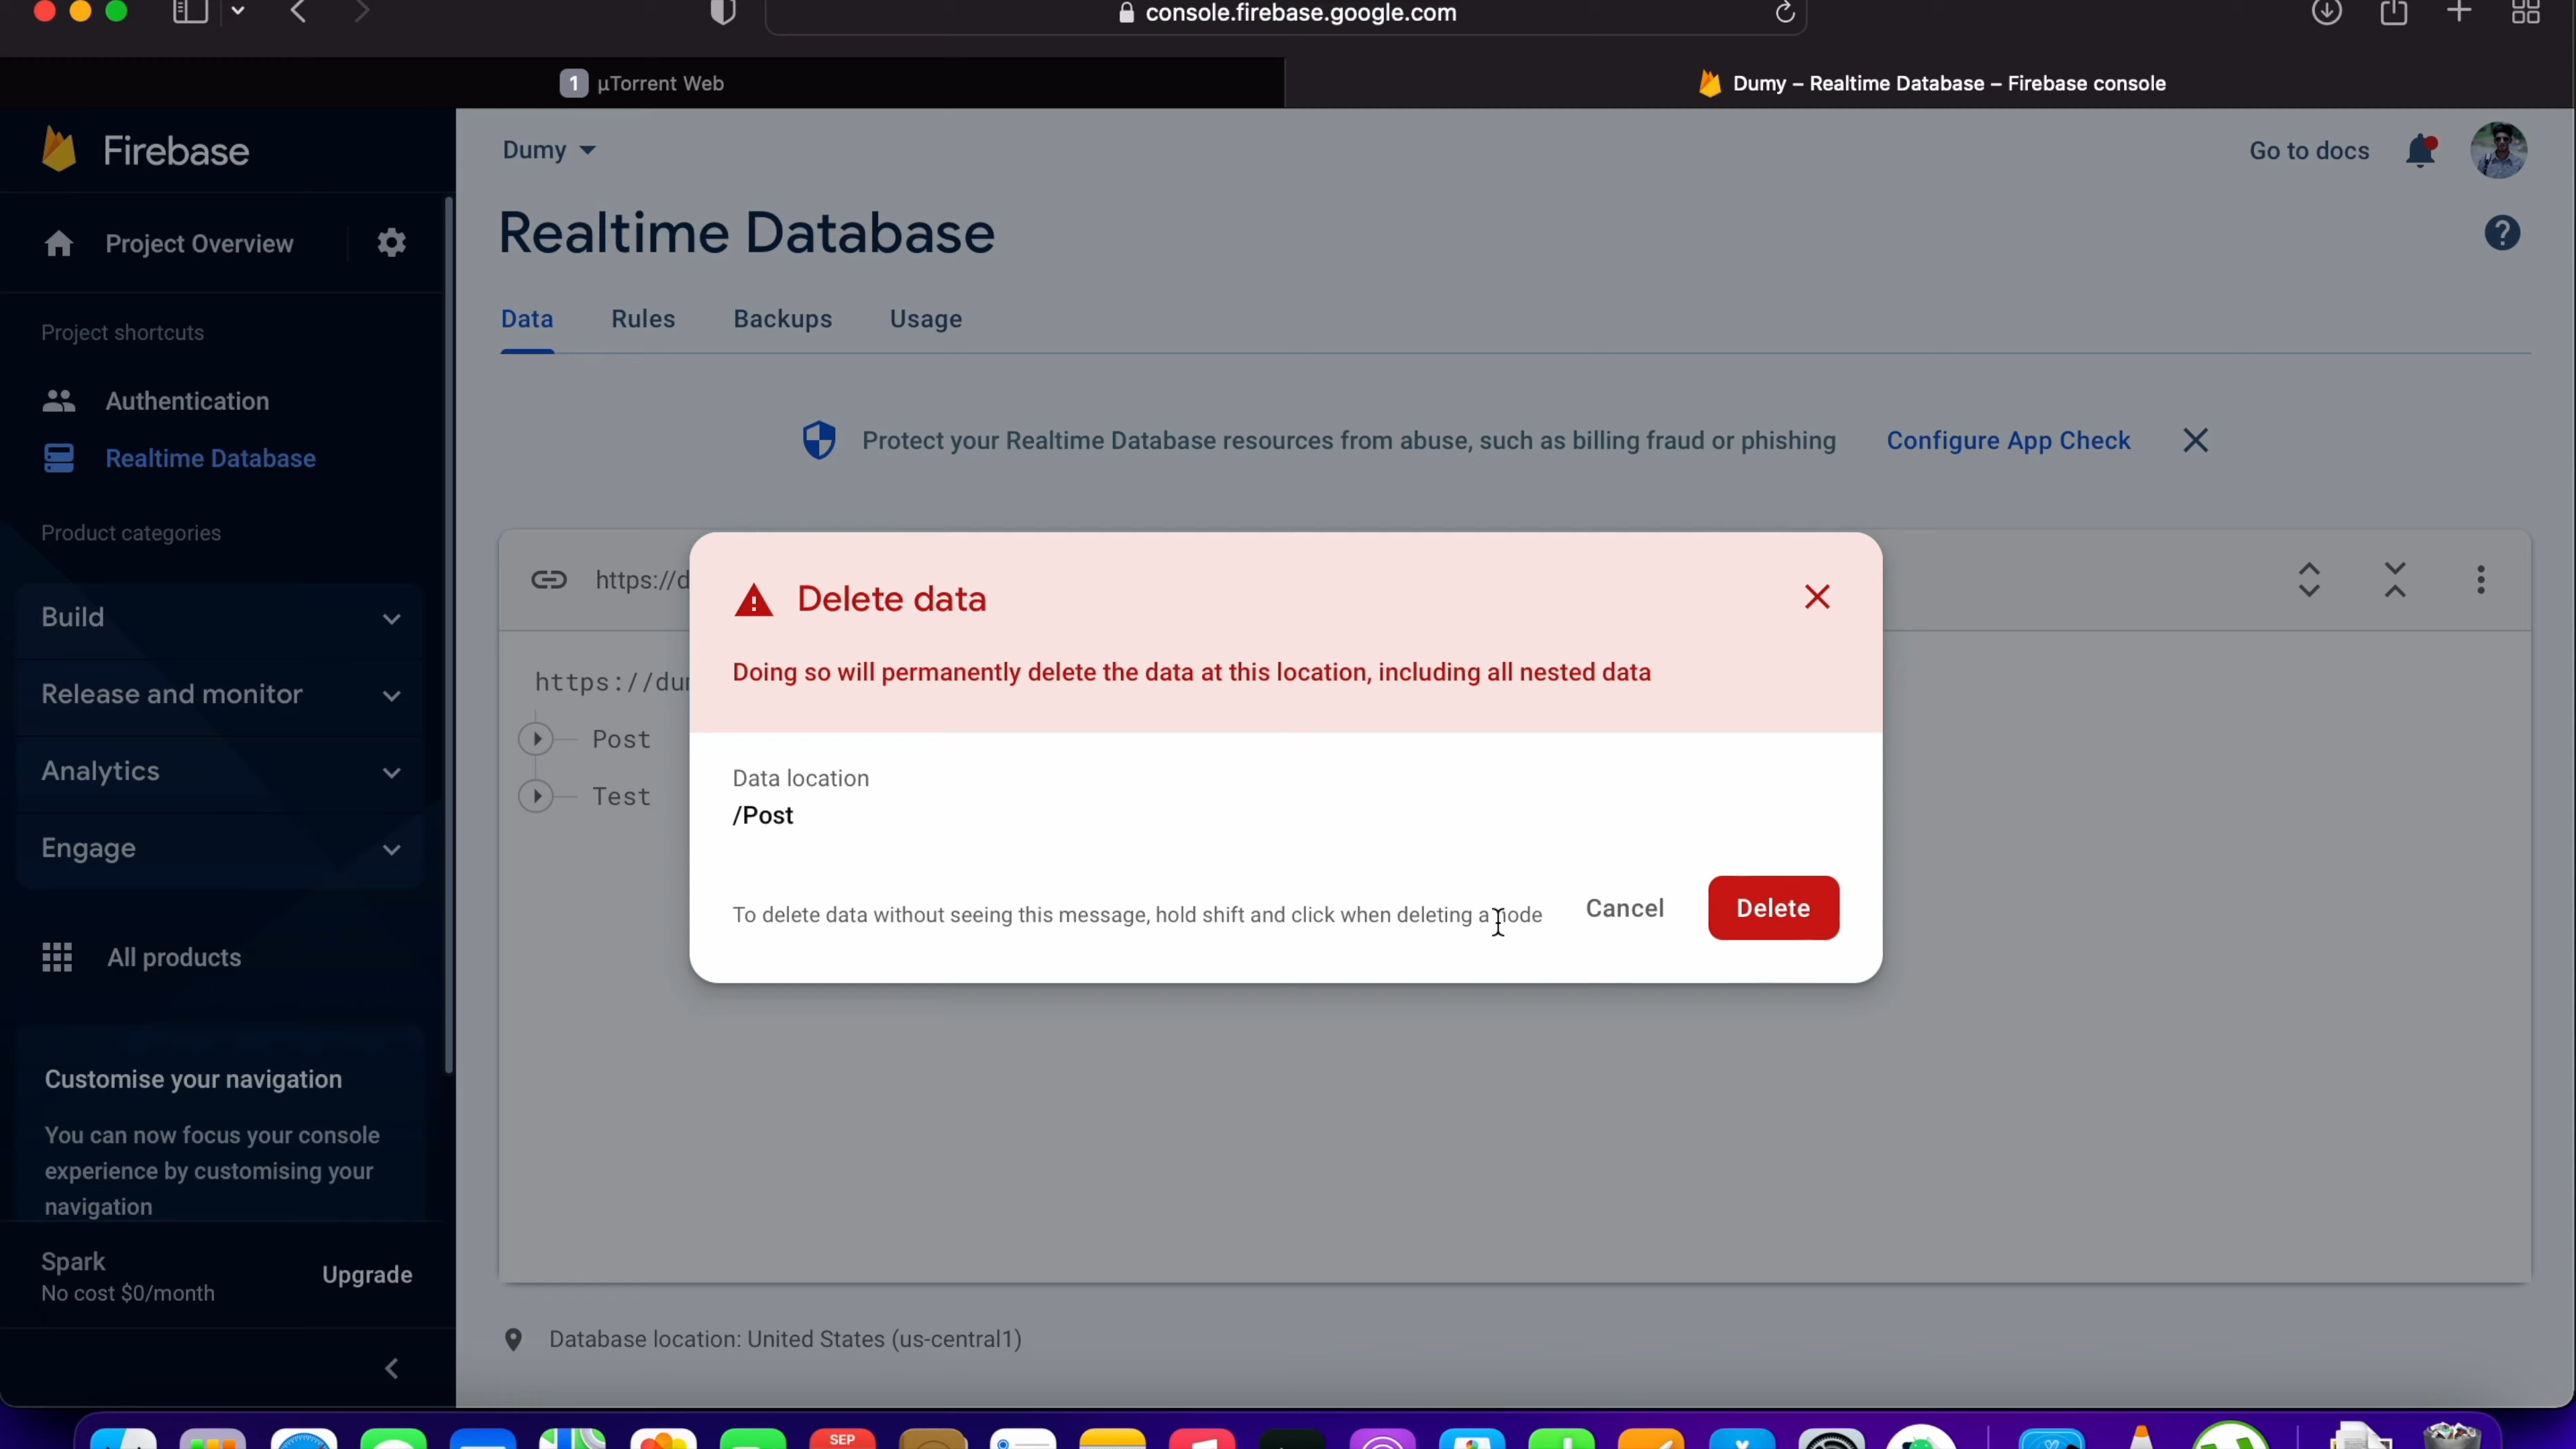 console.firebase.google.com
1 µTorrent Web
Dumy – Realtime Database – Firebase console
Firebase
Dumy
Go to docs
Project Overview
Realtime Database
Data Rules Backups Usage
Project shortcuts
Authentication
Realtime Database
Protect your Realtime Database resources from abuse, such as billing fraud or phishing Configure App Check
Product categories
Build
Release and monitor
Analytics
Engage
All products
https://d
https://du
Post
Test
Delete data
Doing so will permanently delete the data at this location, including all nested data
Data location
/Post
To delete data without seeing this message, hold shift and click when deleting a node
Cancel
Delete
Customise your navigation
You can now focus your console
experience by customising your
navigation
Spark
No cost $0/month
Upgrade
Database location: United States (us-central1)
SEP